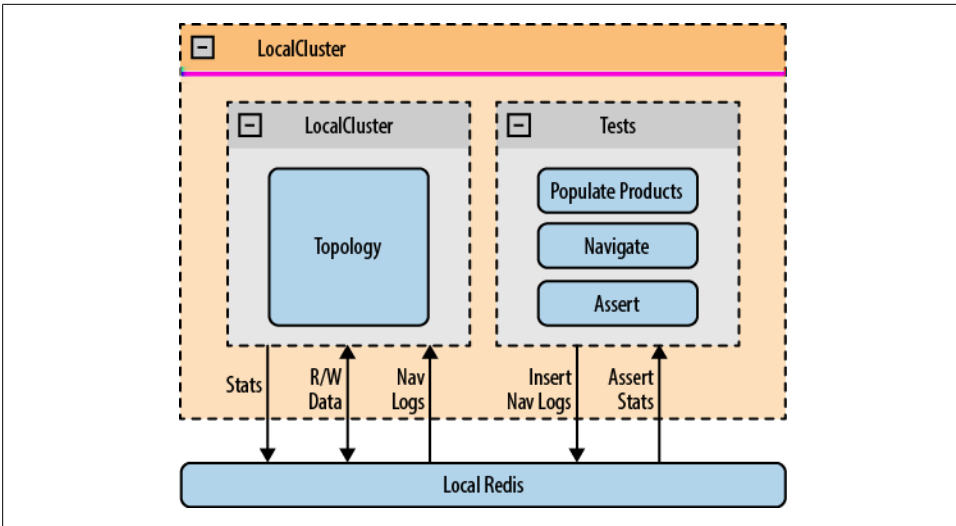 LocalCluster
LocalCluster
Tests
Topology
Populate Products
Navigate
Assert
Stats
R/W
Data
Nav
Logs
Insert
Nav Logs
Assert
Stats
Local Redis